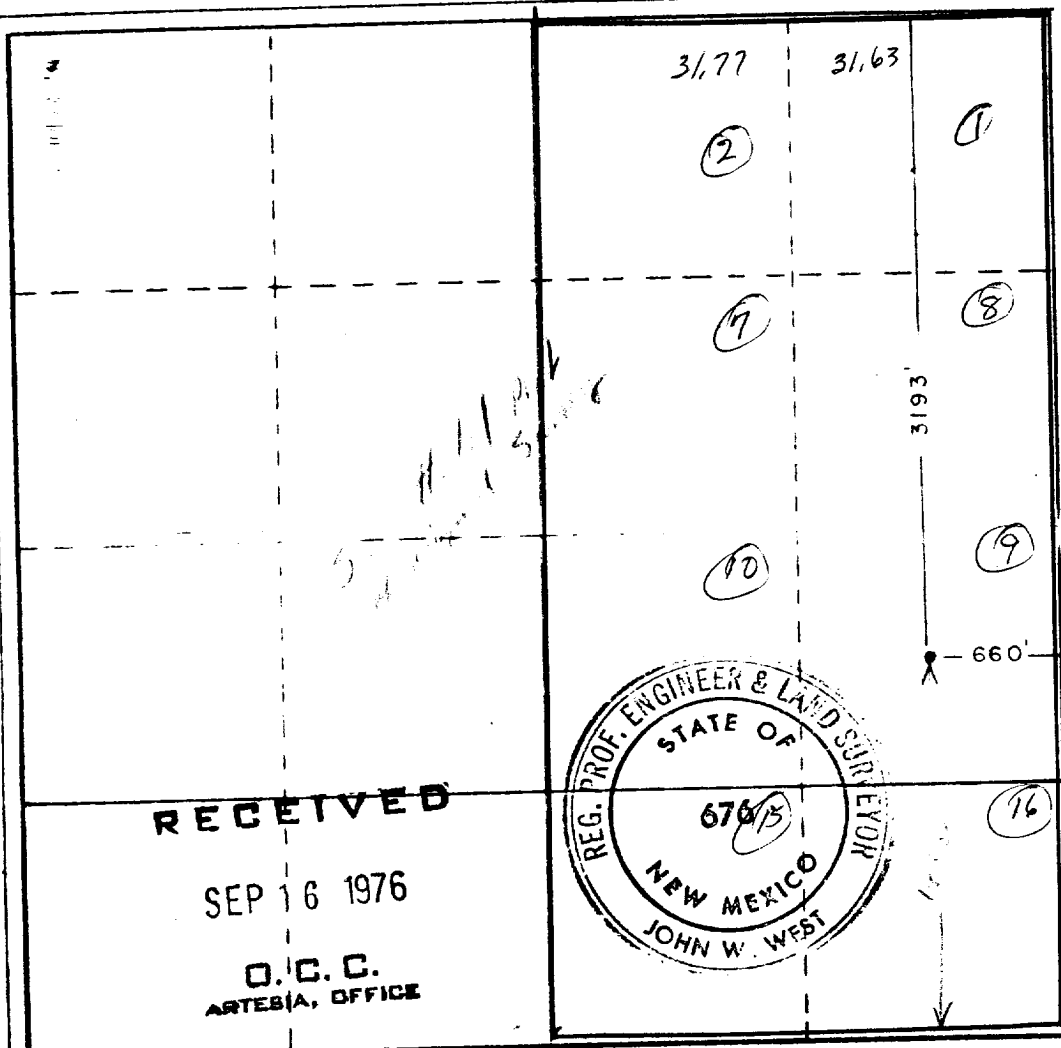 31,77 31,63
2 1
7 8
3193'
10 9
660'
REG. PROF. ENGINEER & LAND SURVEYOR
STATE OF
676
NEW MEXICO
JOHN W. WEST
15 16
RECEIVED
SEP 16 1976
O. C. C.
ARTESIA, OFFICE